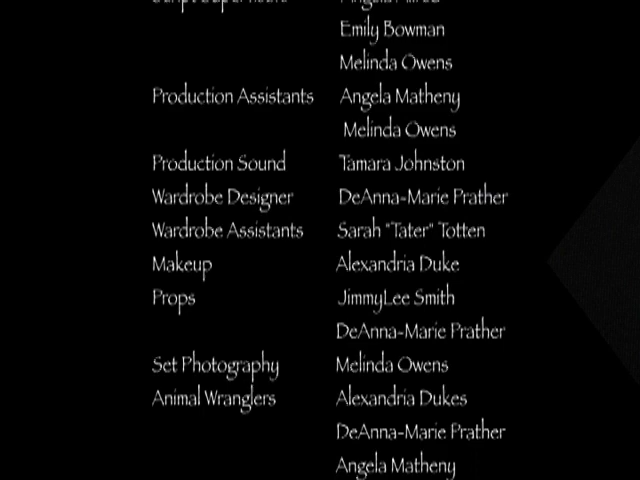 Emily Bowman
Melinda Owens
Production Assistants Angela Matheny
Melinda Owens
Production Sound Tamara Johnston
Wardrobe Designer DeAnna-Marie Prather
Wardrobe Assistants Sarah "Tater" Totten
Makeup Alexandria Duke
Props JimmyLee Smith
DeAnna-Marie Prather
Set Photography Melinda Owens
Animal Wranglers Alexandria Dukes
DeAnna-Marie Prather
Angela Matheny